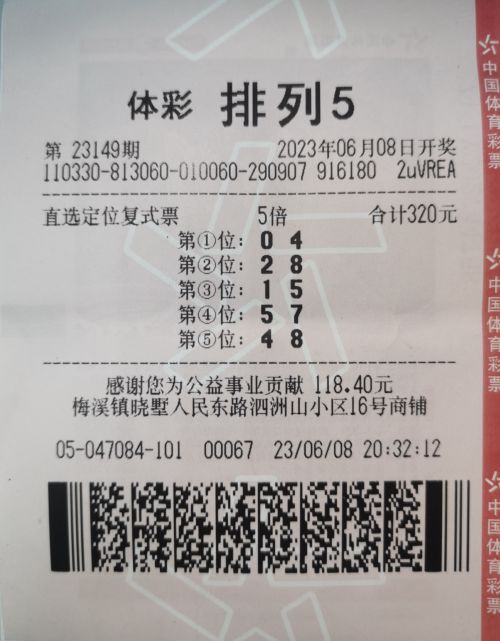 体彩 排列5
第 23149期 2023年06月08日开奖
110330-813060-010060-290907 916180 2uVREA
直选定位复式票 5倍 合计320元
第①位: 0 4
第②位: 2 8
第③位: 1 5
第④位: 5 7
第⑤位: 4 8
感谢您为公益事业贡献 118.40元
梅溪镇晓墅人民东路泗洲山小区16号商铺
05-047084-101 00067 23/06/08 20:32:12
中国体育彩票
中国体育彩票
中国体育彩票